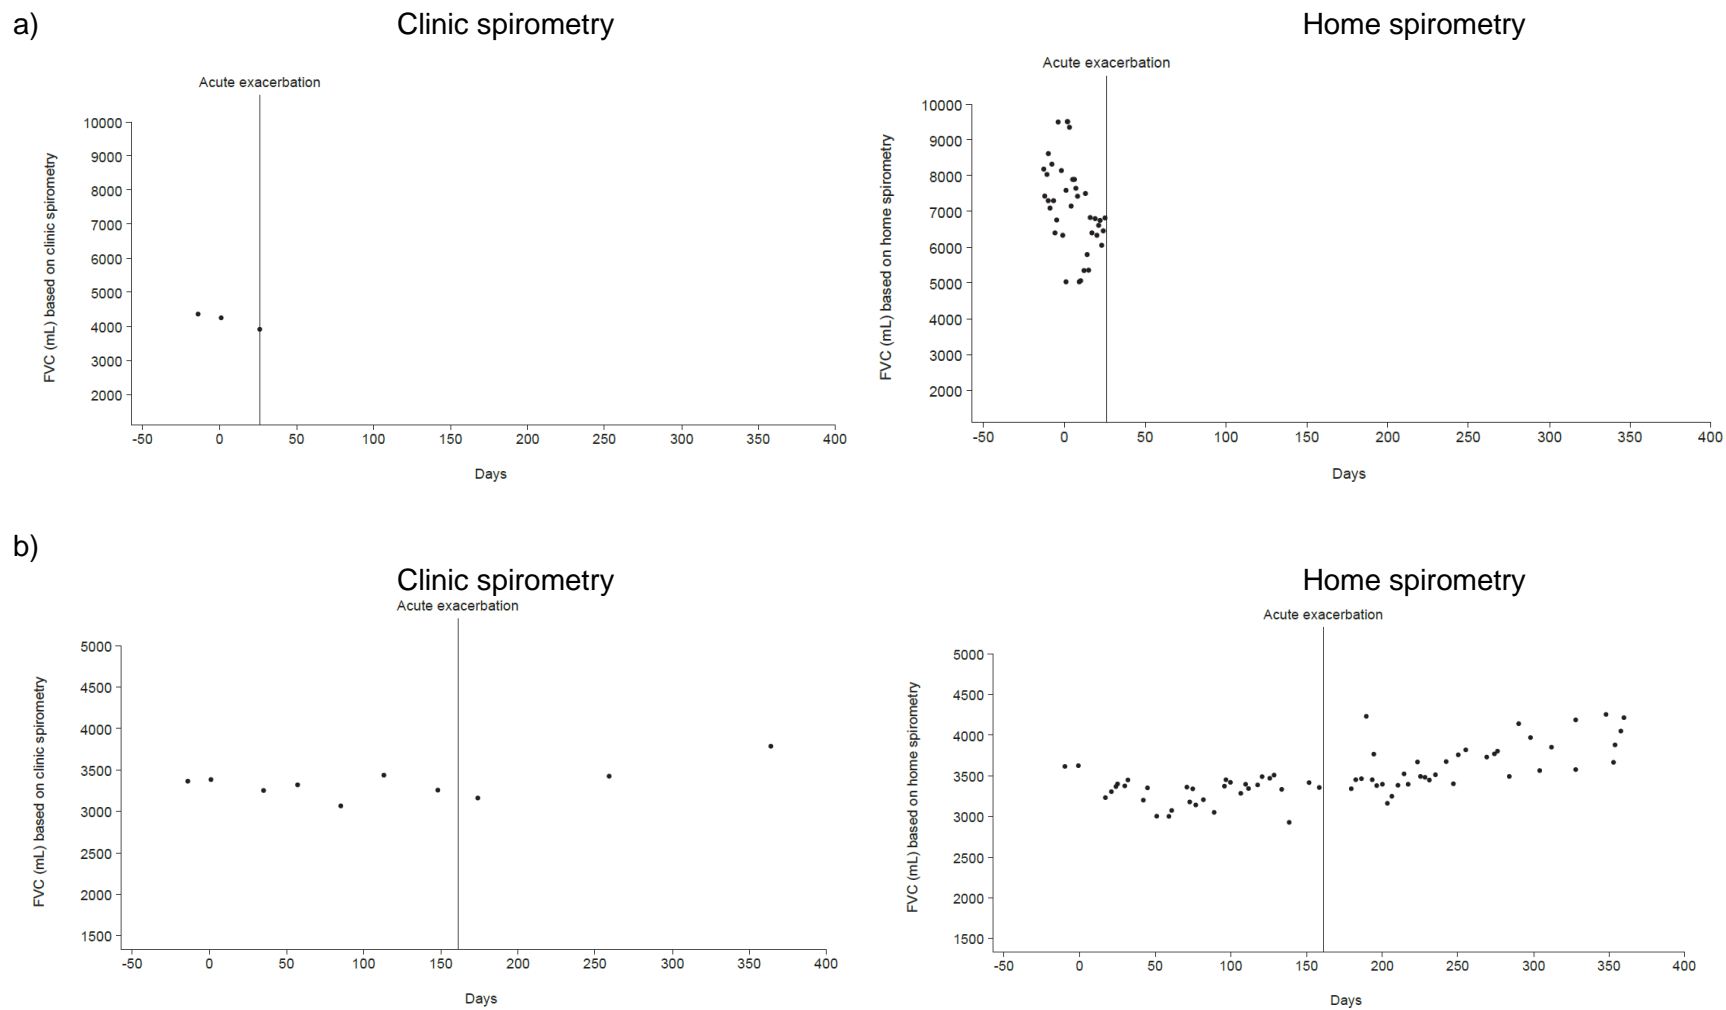 a)
Clinic spirometry
Acute exacerbation
FVC (mL) based on clinic spirometry
10000
9000
8000
7000
6000
5000
4000
3000
2000
-50 0 50 100 150 200 250 300 350 400
Days
Home spirometry
Acute exacerbation
FVC (mL) based on home spirometry
10000
9000
8000
7000
6000
5000
4000
3000
2000
-50 0 50 100 150 200 250 300 350 400
Days
b)
Clinic spirometry
Acute exacerbation
FVC (mL) based on clinic spirometry
5000
4500
4000
3500
3000
2500
2000
1500
-50 0 50 100 150 200 250 300 350 400
Days
Home spirometry
Acute exacerbation
FVC (mL) based on home spirometry
5000
4500
4000
3500
3000
2500
2000
1500
-50 0 50 100 150 200 250 300 350 400
Days